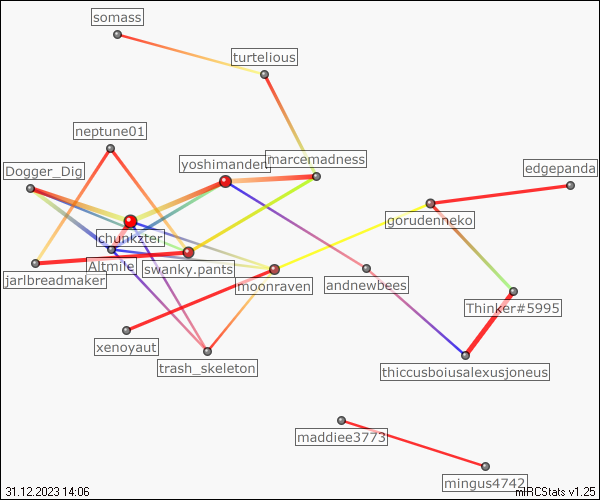 somass
turtelious
neptune01
yoshimanden
marcemadness
Dogger_Dig
edgepanda
gorudenneko
chunkzter
Altmile
swanky.pants
jarlbreadmaker
moonraven
andnewbees
Thinker#5995
xenoyaut
trash_skeleton
thiccusboiusalexusjoneus
maddiee3773
mingus4742
31.12.2023 14:06
mIRCStats v1.25